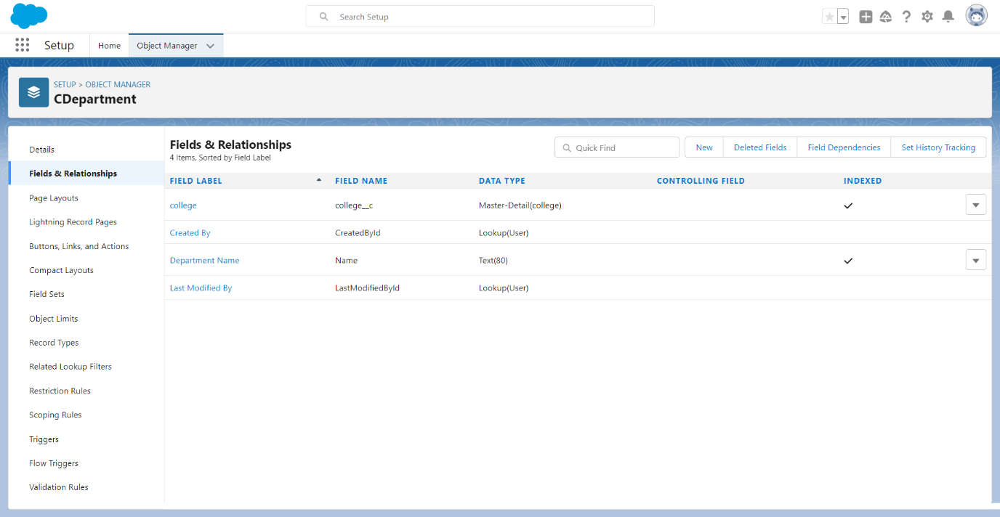 Search Setup
Setup
Home
Object Manager
SETUP > OBJECT MANAGER
CDepartment
Details
Fields & Relationships
Page Layouts
Lightning Record Pages
Buttons, Links, and Actions
Compact Layouts
Field Sets
Object Limits
Record Types
Related Lookup Filters
Restriction Rules
Scoping Rules
Triggers
Flow Triggers
Validation Rules
Fields & Relationships
4 Items, Sorted by Field Label
Quick Find
New
Deleted Fields
Field Dependencies
Set History Tracking
FIELD LABEL FIELD NAME DATA TYPE CONTROLLING FIELD INDEXED
college college__c Master-Detail(college)
Created By CreatedById Lookup(User)
Department Name Name Text(80)
Last Modified By LastModifiedById Lookup(User)